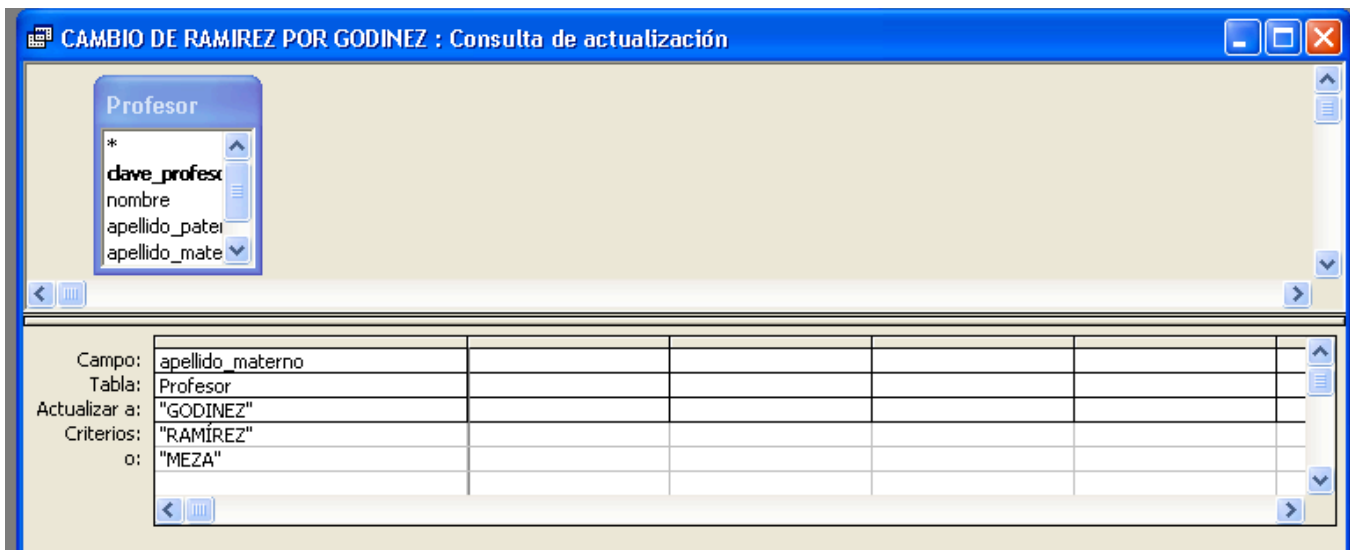 CAMBIO DE RAMIREZ POR GODINEZ : Consulta de actualización
Profesor
*
clave_profesc
nombre
apellido_pater
apellido_mate
Campo: apellido_materno
Tabla: Profesor
Actualizar a: "GODINEZ"
Criterios: "RAMÍREZ"
o: "MEZA"